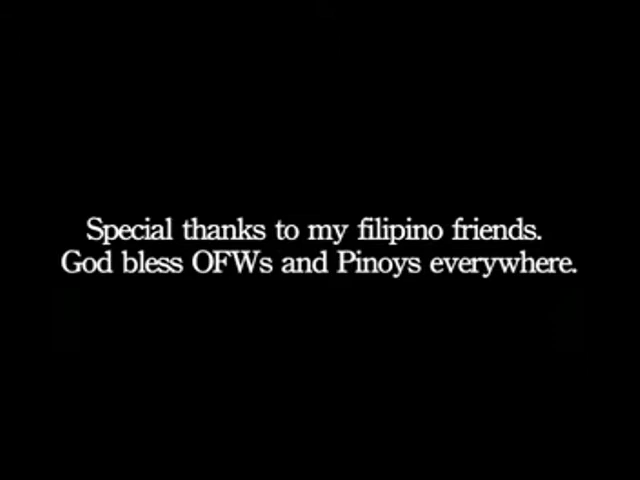 Special thanks to my filipino friends.
God bless OFWs and Pinoys everywhere.